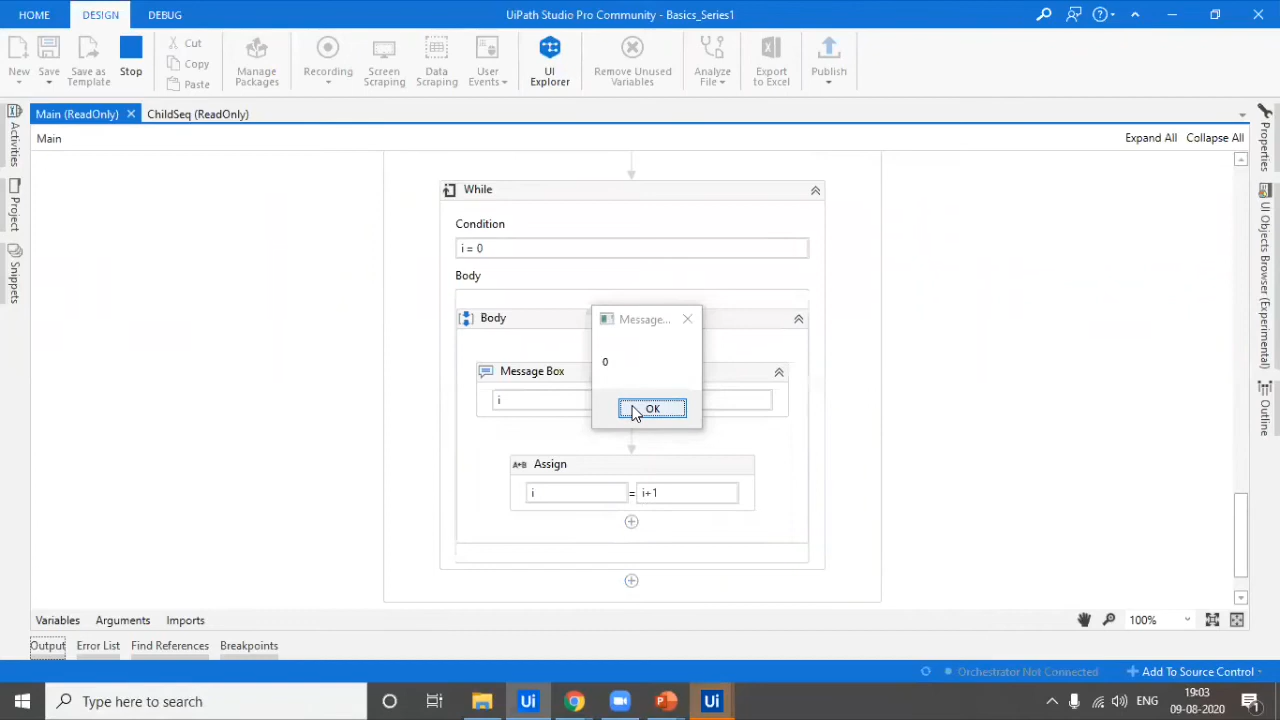 HOME DESIGN DEBUG UiPath Studio Pro Community - Basics_Series1
New Save Save as Template Stop Cut Copy Paste Manage Packages Recording Screen Scraping Data Scraping User Events UI Explorer Remove Unused Variables Analyze File Export to Excel Publish
Main (ReadOnly) ChildSeq (ReadOnly)
Main Expand All Collapse All
Activities
Project
Snippets
Properties
UI Objects Browser (Experimental)
Outline
While
Condition
i = 0
Body
Body
Message...
0
OK
Message Box
i
Assign
A+B
i = i+1
Variables Arguments Imports 100%
Output Error List Find References Breakpoints
Orchestrator Not Connected Add To Source Control
Type here to search Ui Ui ENG 19:03
09-08-2020 1